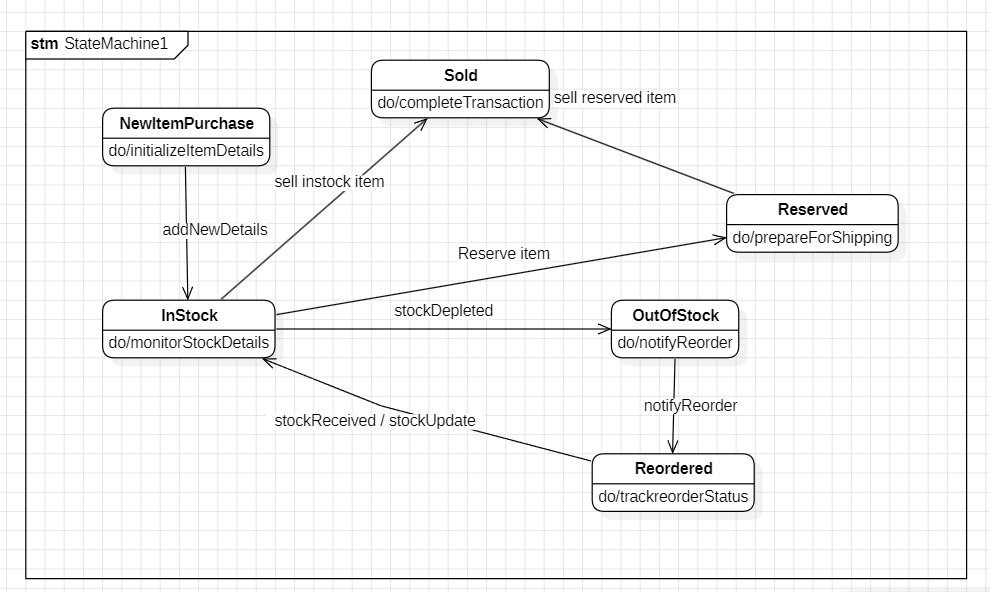 stm StateMachine1
Sold
do/completeTransaction
sell reserved item
NewItemPurchase
do/initializeItemDetails
sell instock item
addNewDetails
Reserved
do/prepareForShipping
Reserve item
InStock
do/monitorStockDetails
stockDepleted
OutOfStock
do/notifyReorder
notifyReorder
stockReceived / stockUpdate
Reordered
do/trackreorderStatus